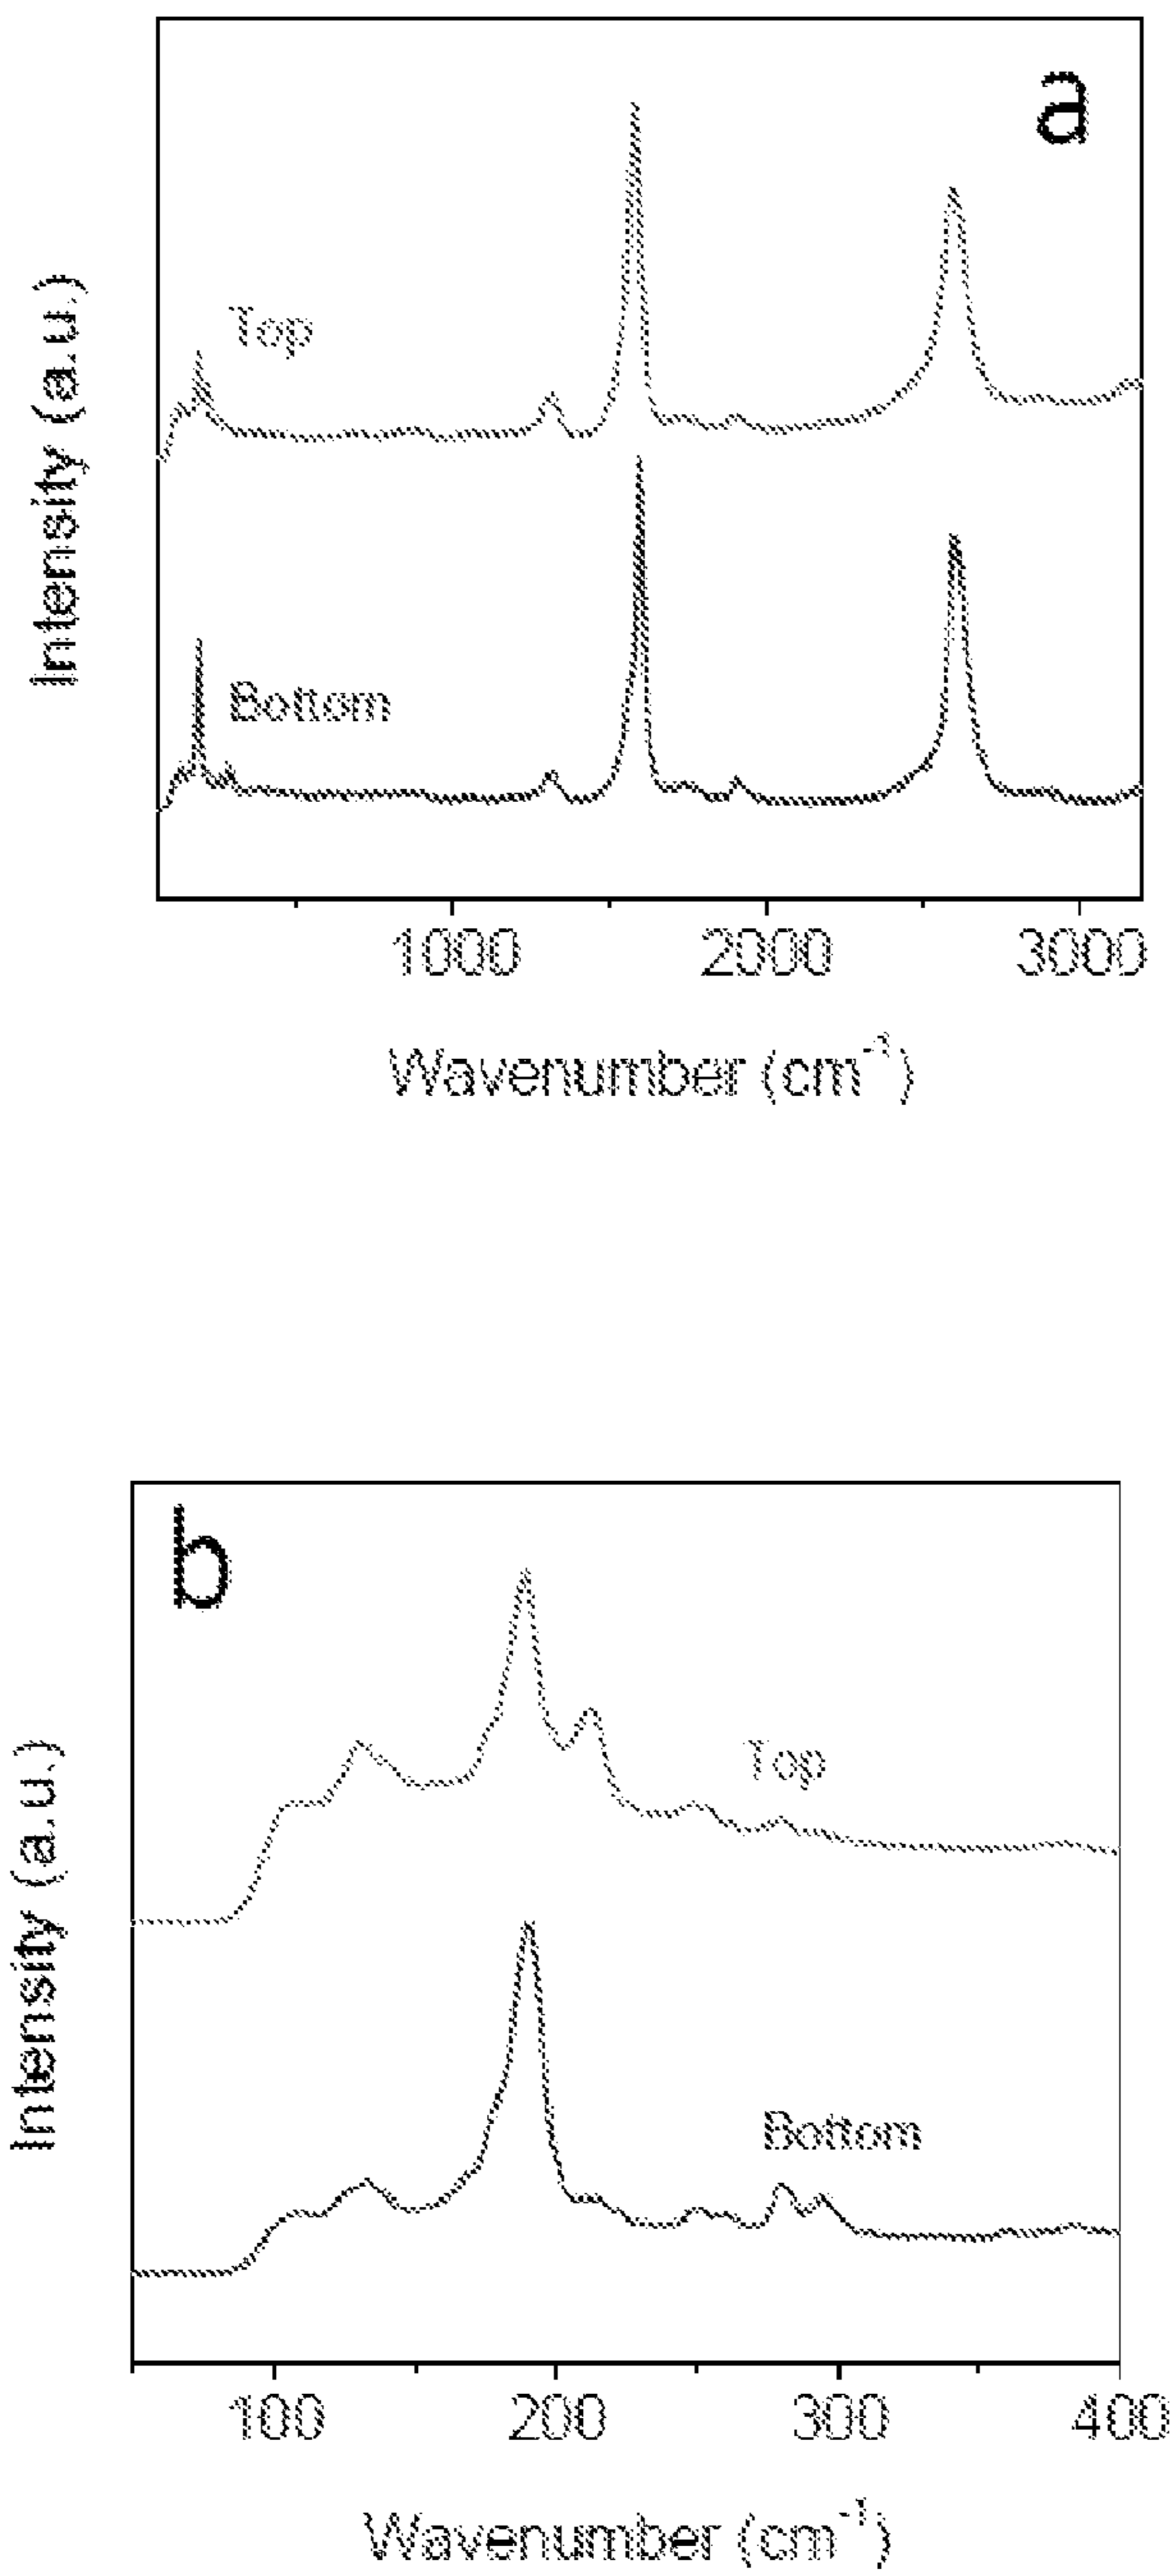 a
Intensity (a.u.)
Top
Bottom
1000 2000 3000
Wavenumber (cm⁻¹)
b
Intensity (a.u.)
Top
Bottom
100 200 300 400
Wavenumber (cm⁻¹)